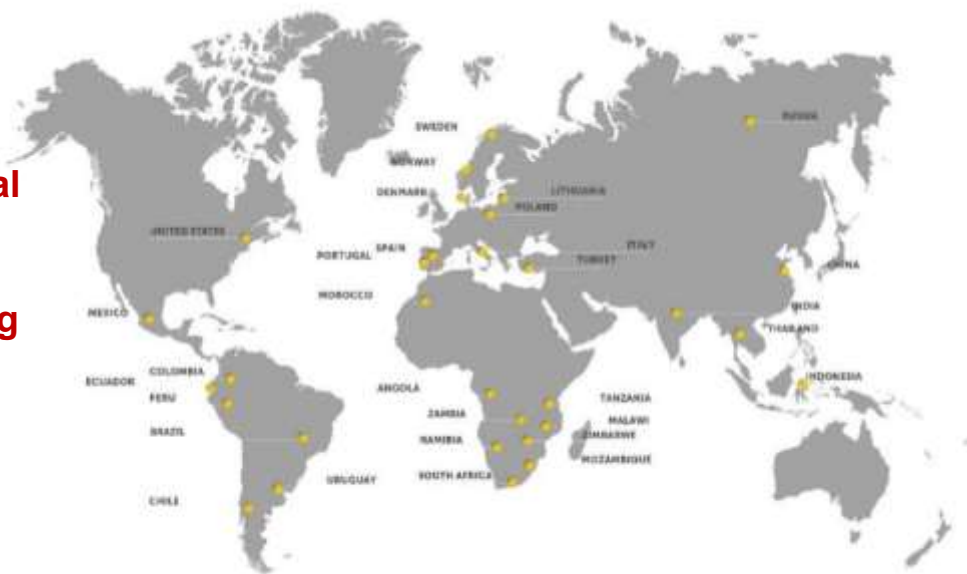 SWEDEN
RUSSIA
NORWAY
al
DENMARK
LITHUANIA
POLAND
UNITED STATES
SPAIN
ITALY
PORTUGAL
TURKEY
CHINA
MOROCCO
INDIA
MEXICO
g
THAILAND
COLOMBIA
INDONESIA
ECUADOR
ANGOLA
PERU
TANZANIA
ZAMBIA
MALAWI
BRAZIL
ZIMBABWE
NAMIBIA
MOZAMBIQUE
SOUTH AFRICA
URUGUAY
CHILE